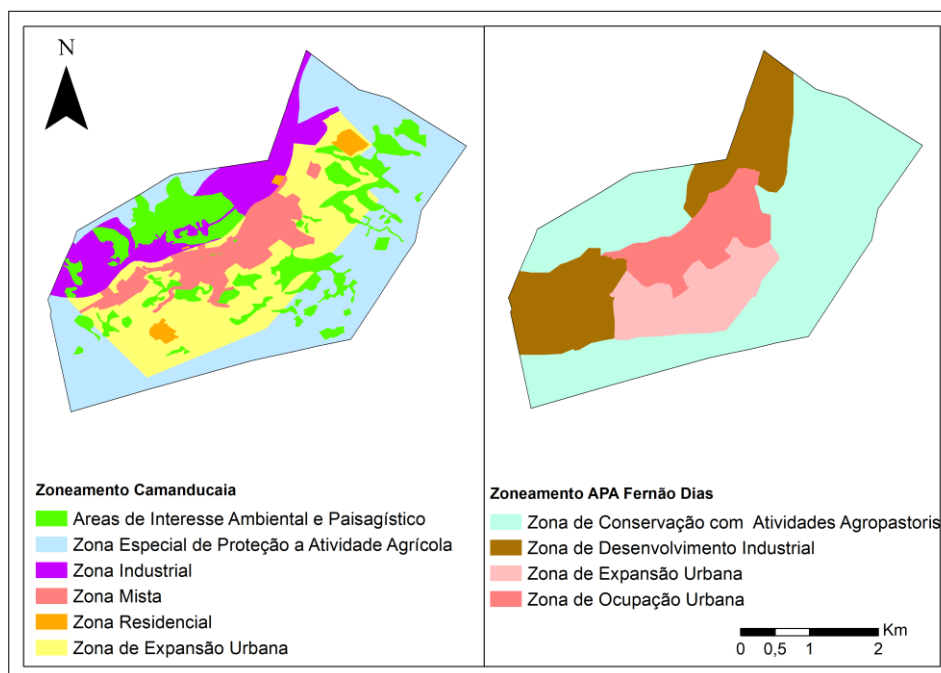 N
Zoneamento Camanducaia
Areas de Interesse Ambiental e Paisagístico
Zona Especial de Proteção a Atividade Agrícola
Zona Industrial
Zona Mista
Zona Residencial
Zona de Expansão Urbana
Zoneamento APA Fernão Dias
Zona de Conservação com Atividades Agropastoris
Zona de Desenvolvimento Industrial
Zona de Expansão Urbana
Zona de Ocupação Urbana
Km
0 0,5 1 2